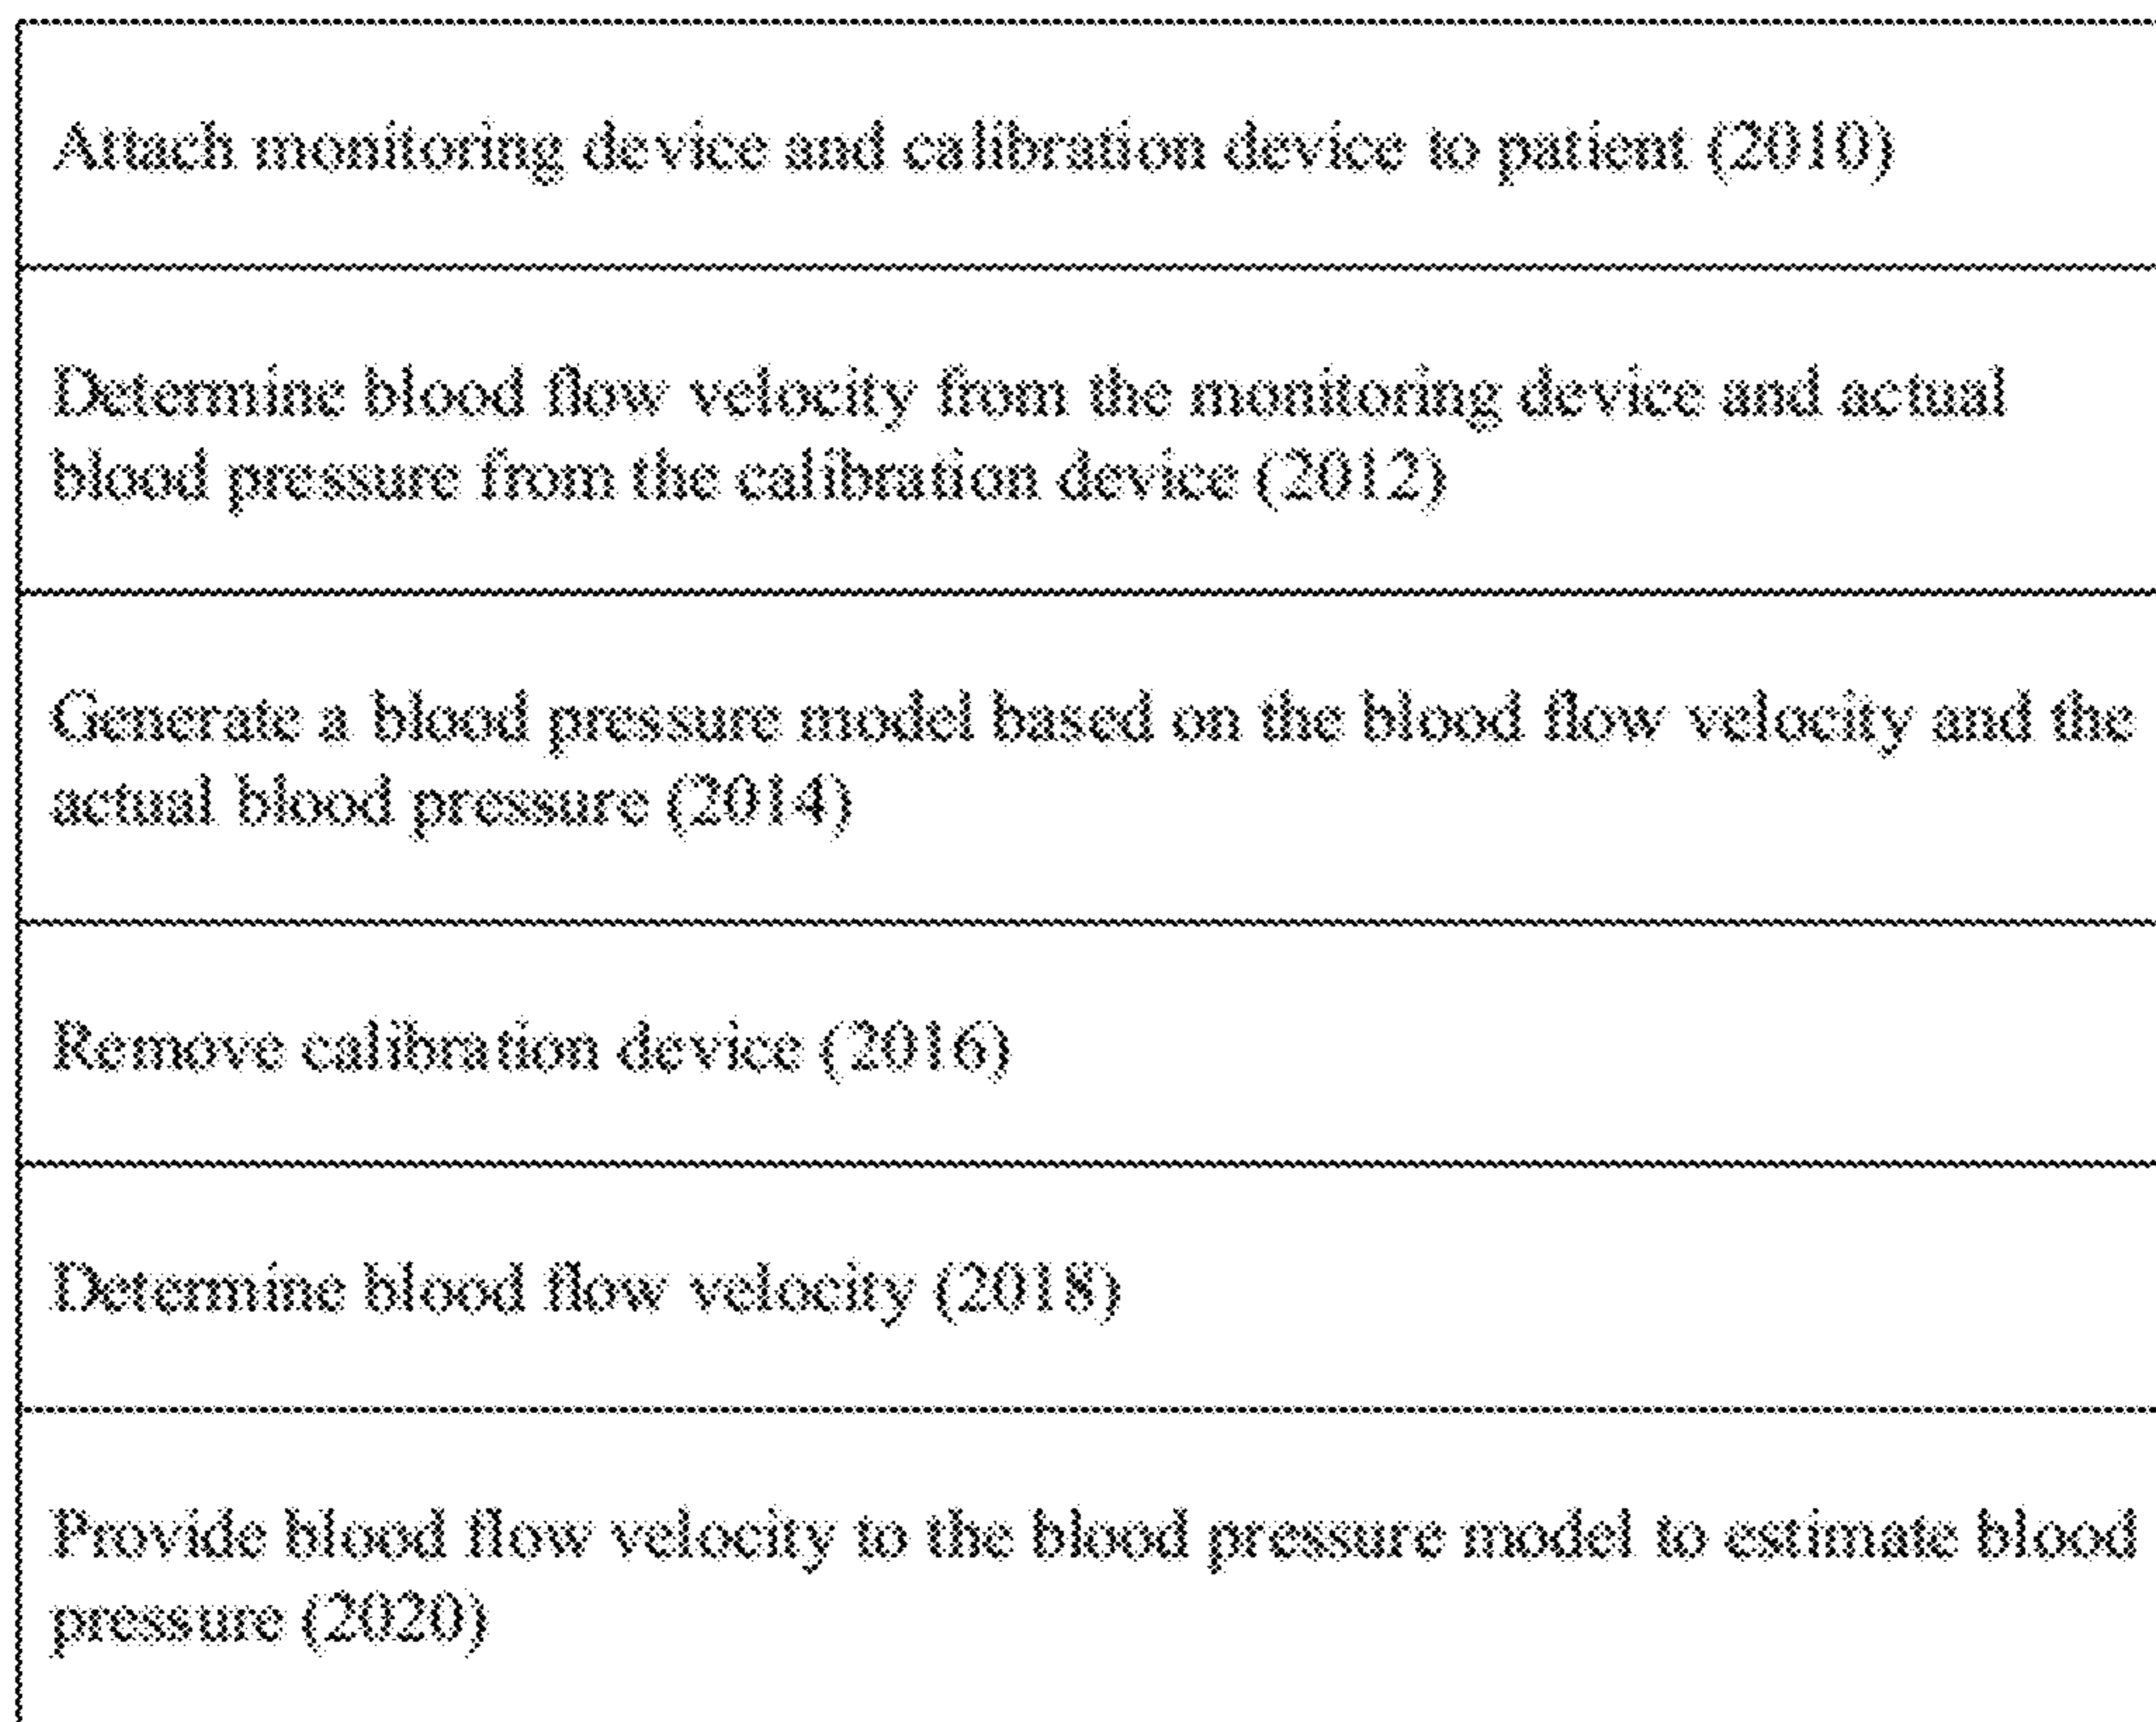 Attach monitoring device and calibration device to patient (2010)
Determine blood flow velocity from the monitoring device and actual
blood pressure from the calibration device (2012)
Generate a blood pressure model based on the blood flow velocity and the
actual blood pressure (2014)
Remove calibration device (2016)
Determine blood flow velocity (2018)
Provide blood flow velocity to the blood pressure model to estimate blood
pressure (2020)